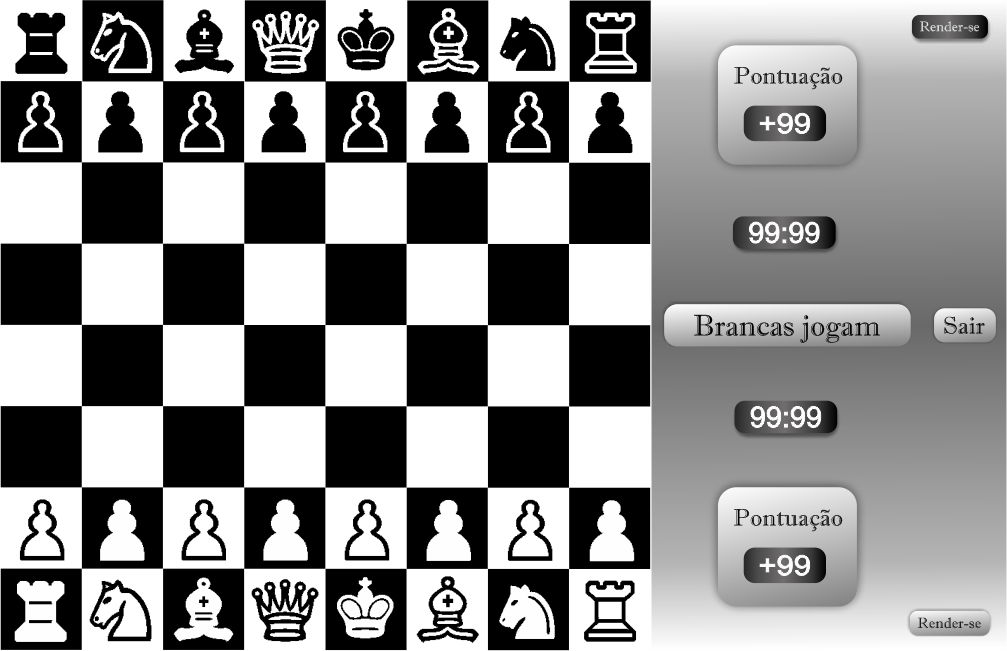 Render-se
Pontuação
+99
99:99
Brancas jogam
Sair
99:99
Pontuação
+99
Render-se